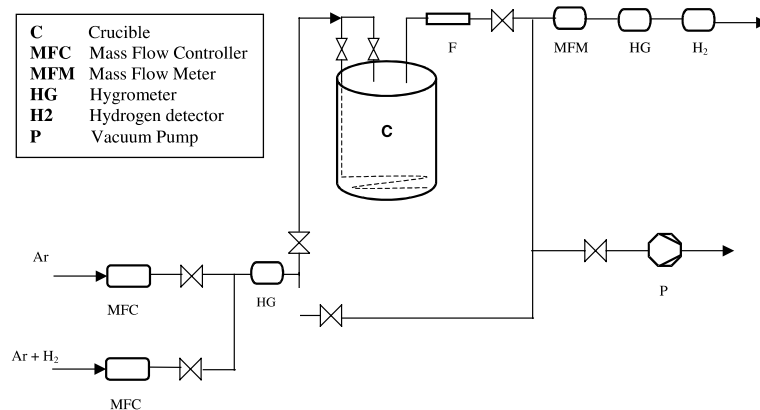 C Crucible
MFC Mass Flow Controller
MFM Mass Flow Meter
HG Hygrometer
H2 Hydrogen detector
P Vacuum Pump
F
MFM
HG
H2
C
Ar
MFC
HG
P
Ar + H2
MFC